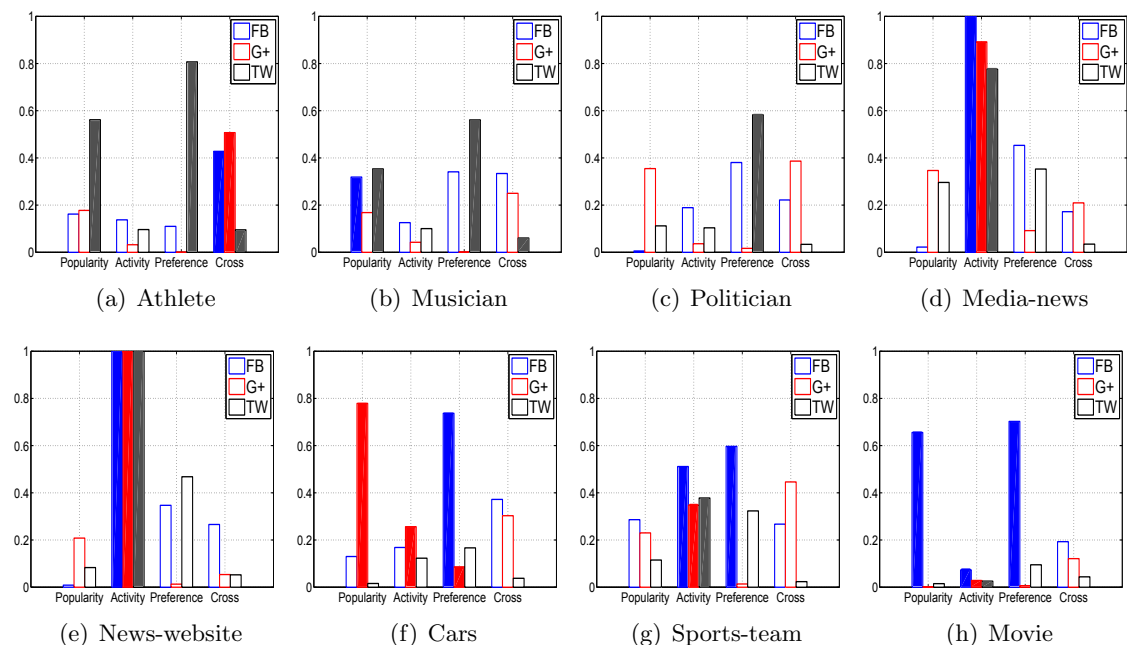 1
0.8
0.6
0.4
0.2
0
Popularity Activity Preference Cross
FB
G+
TW
(a) Athlete
1
0.8
0.6
0.4
0.2
0
Popularity Activity Preference Cross
FB
G+
TW
(b) Musician
1
0.8
0.6
0.4
0.2
0
Popularity Activity Preference Cross
FB
G+
TW
(c) Politician
1
0.8
0.6
0.4
0.2
0
Popularity Activity Preference Cross
FB
G+
TW
(d) Media-news
1
0.8
0.6
0.4
0.2
0
Popularity Activity Preference Cross
FB
G+
TW
(e) News-website
1
0.8
0.6
0.4
0.2
0
Popularity Activity Preference Cross
FB
G+
TW
(f) Cars
1
0.8
0.6
0.4
0.2
0
Popularity Activity Preference Cross
FB
G+
TW
(g) Sports-team
1
0.8
0.6
0.4
0.2
0
Popularity Activity Preference Cross
FB
G+
TW
(h) Movie